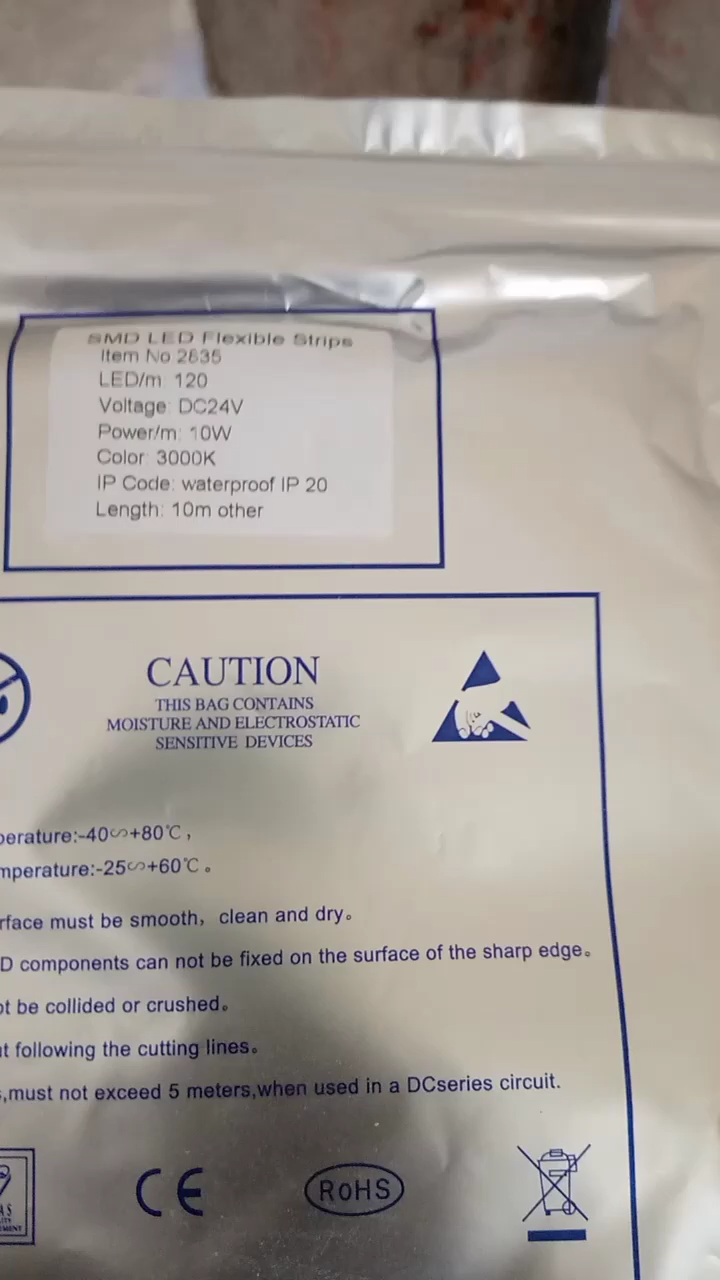 SMD LED Flexible Strips
Item No 2835
LED/m: 120
Voltage: DC24V
Power/m: 10W
Color: 3000K
IP Code: waterproof IP 20
Length: 10m other
CAUTION
THIS BAG CONTAINS
MOISTURE AND ELECTROSTATIC
SENSITIVE DEVICES
perature:-40∽+80℃,
mperature:-25∽+60℃。
rface must be smooth, clean and dry。
D components can not be fixed on the surface of the sharp edge。
ot be collided or crushed。
t following the cutting lines。
,must not exceed 5 meters,when used in a DCseries circuit.
CE
RoHS